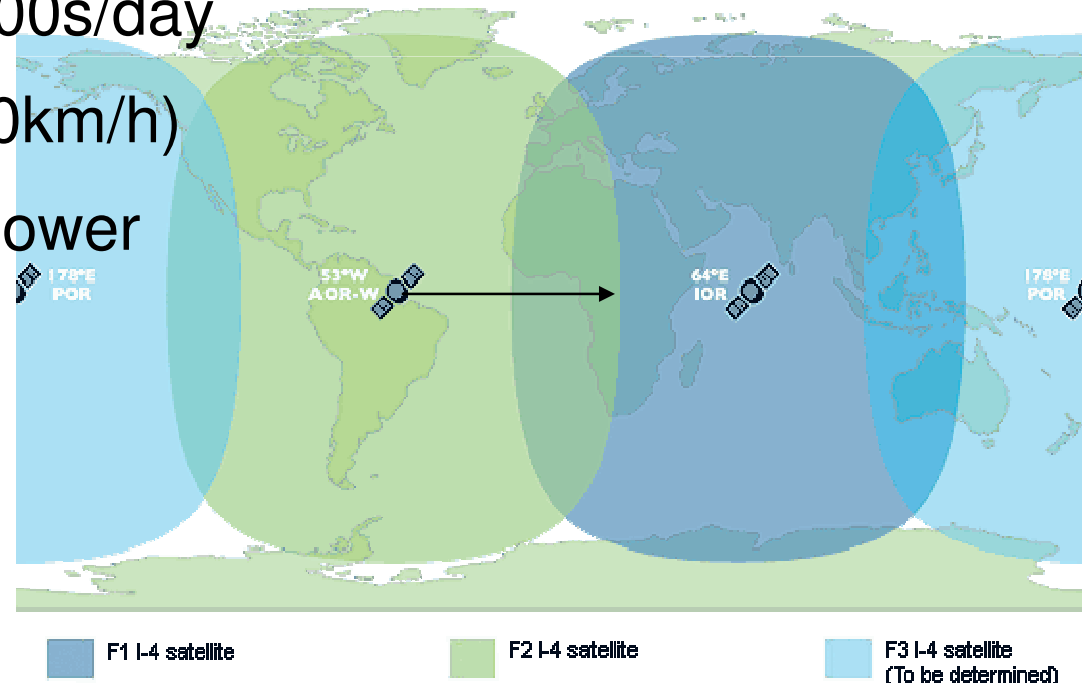 00s/day
0km/h)
ower
178°E
POR
53°W
AOR-W
64°E
IOR
178°E
POR
F1 I-4 satellite
F2 I-4 satellite
F3 I-4 satellite
(To be determined)